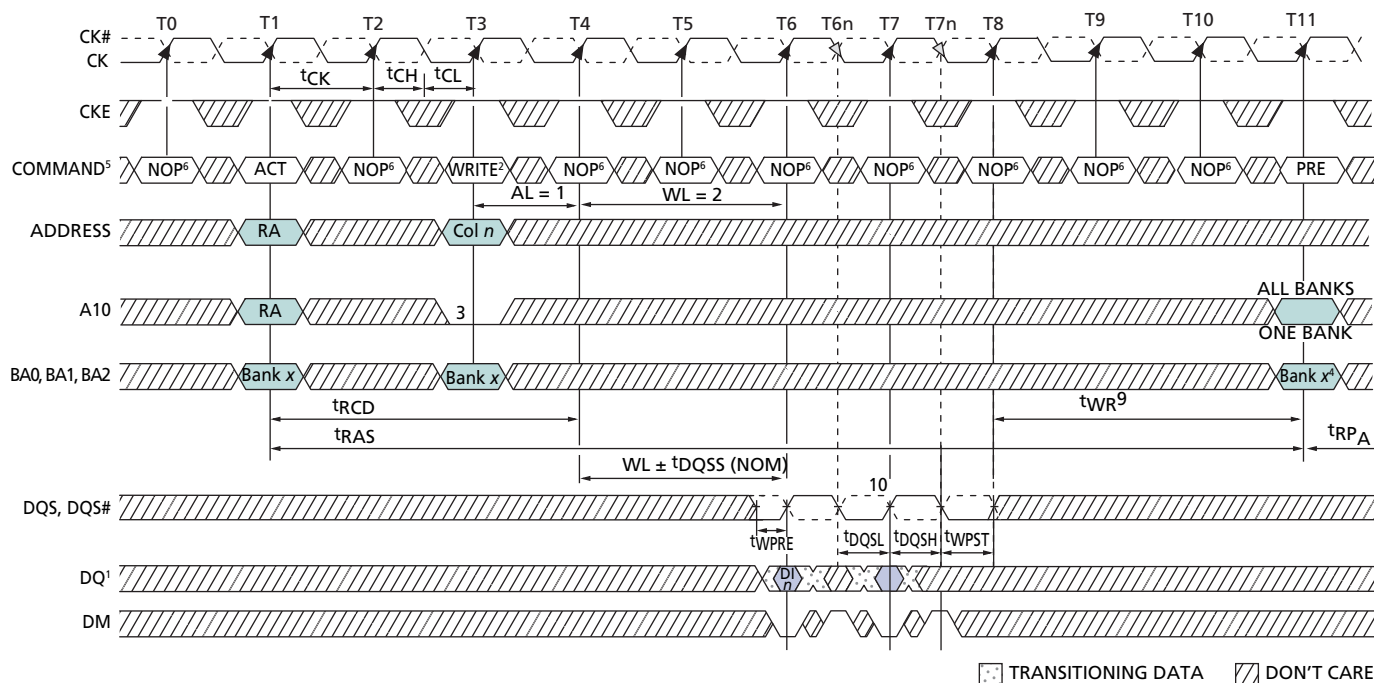 T0 T1 T2 T3 T4 T5 T6 T6n T7 T7n T8 T9 T10 T11
CK#
CK
tCK tCH tCL
CKE
COMMAND5 NOP6 ACT NOP6 WRITE2 NOP6 NOP6 NOP6 NOP6 NOP6 NOP6 NOP6 PRE
AL = 1 WL = 2
ADDRESS RA Col n
ALL BANKS
A10 RA 3
ONE BANK
BA0, BA1, BA2 Bank x Bank x Bank x4
tRCD tWR9
tRAS tRPA
WL ± tDQSS (NOM)
10
DQS, DQS#
tWPRE tDQSL tDQSH tWPST
DQ1 DI n
DM
TRANSITIONING DATA DON'T CARE